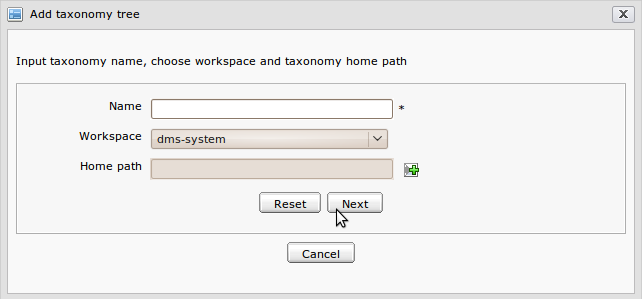 Add taxonomy tree
Input taxonomy name, choose workspace and taxonomy home path
Name *
Workspace dms-system
Home path
Reset Next
Cancel